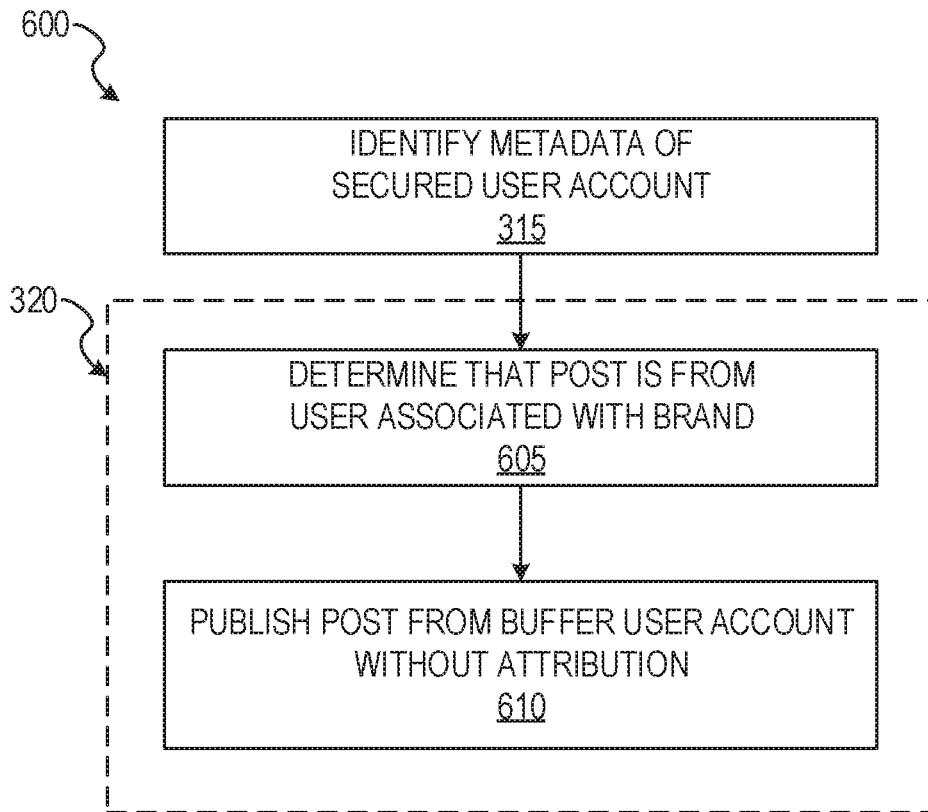 600
IDENTIFY METADATA OF
SECURED USER ACCOUNT
315
320
DETERMINE THAT POST IS FROM
USER ASSOCIATED WITH BRAND
605
PUBLISH POST FROM BUFFER USER ACCOUNT
WITHOUT ATTRIBUTION
610